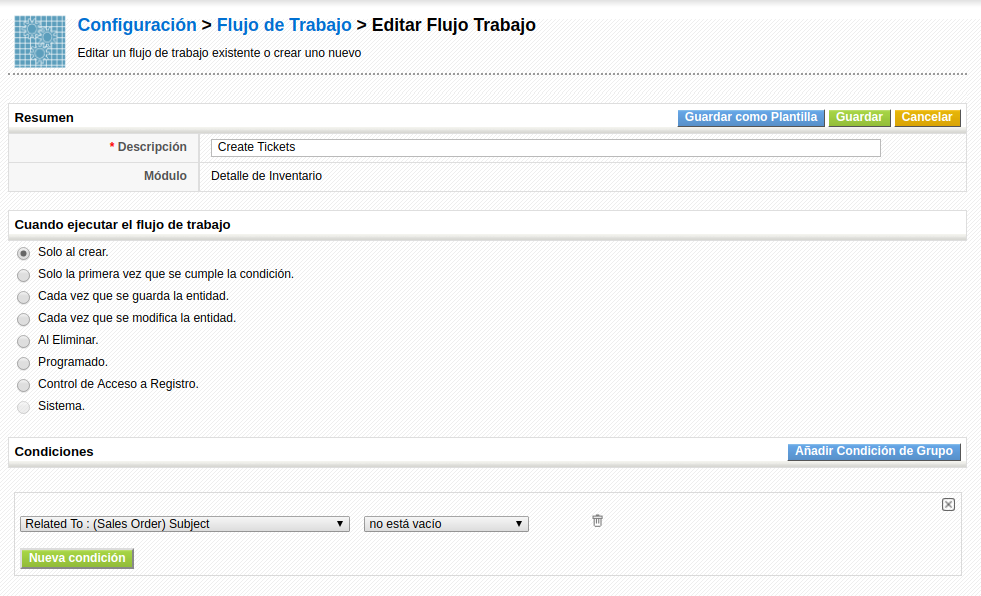 Configuración > Flujo de Trabajo > Editar Flujo Trabajo
Editar un flujo de trabajo existente o crear uno nuevo
Resumen
Guardar como Plantilla Guardar Cancelar
* Descripción Create Tickets
Módulo Detalle de Inventario
Cuando ejecutar el flujo de trabajo
Solo al crear.
Solo la primera vez que se cumple la condición.
Cada vez que se guarda la entidad.
Cada vez que se modifica la entidad.
Al Eliminar.
Programado.
Control de Acceso a Registro.
Sistema.
Condiciones
Añadir Condición de Grupo
Related To : (Sales Order) Subject no está vacío
Nueva condición